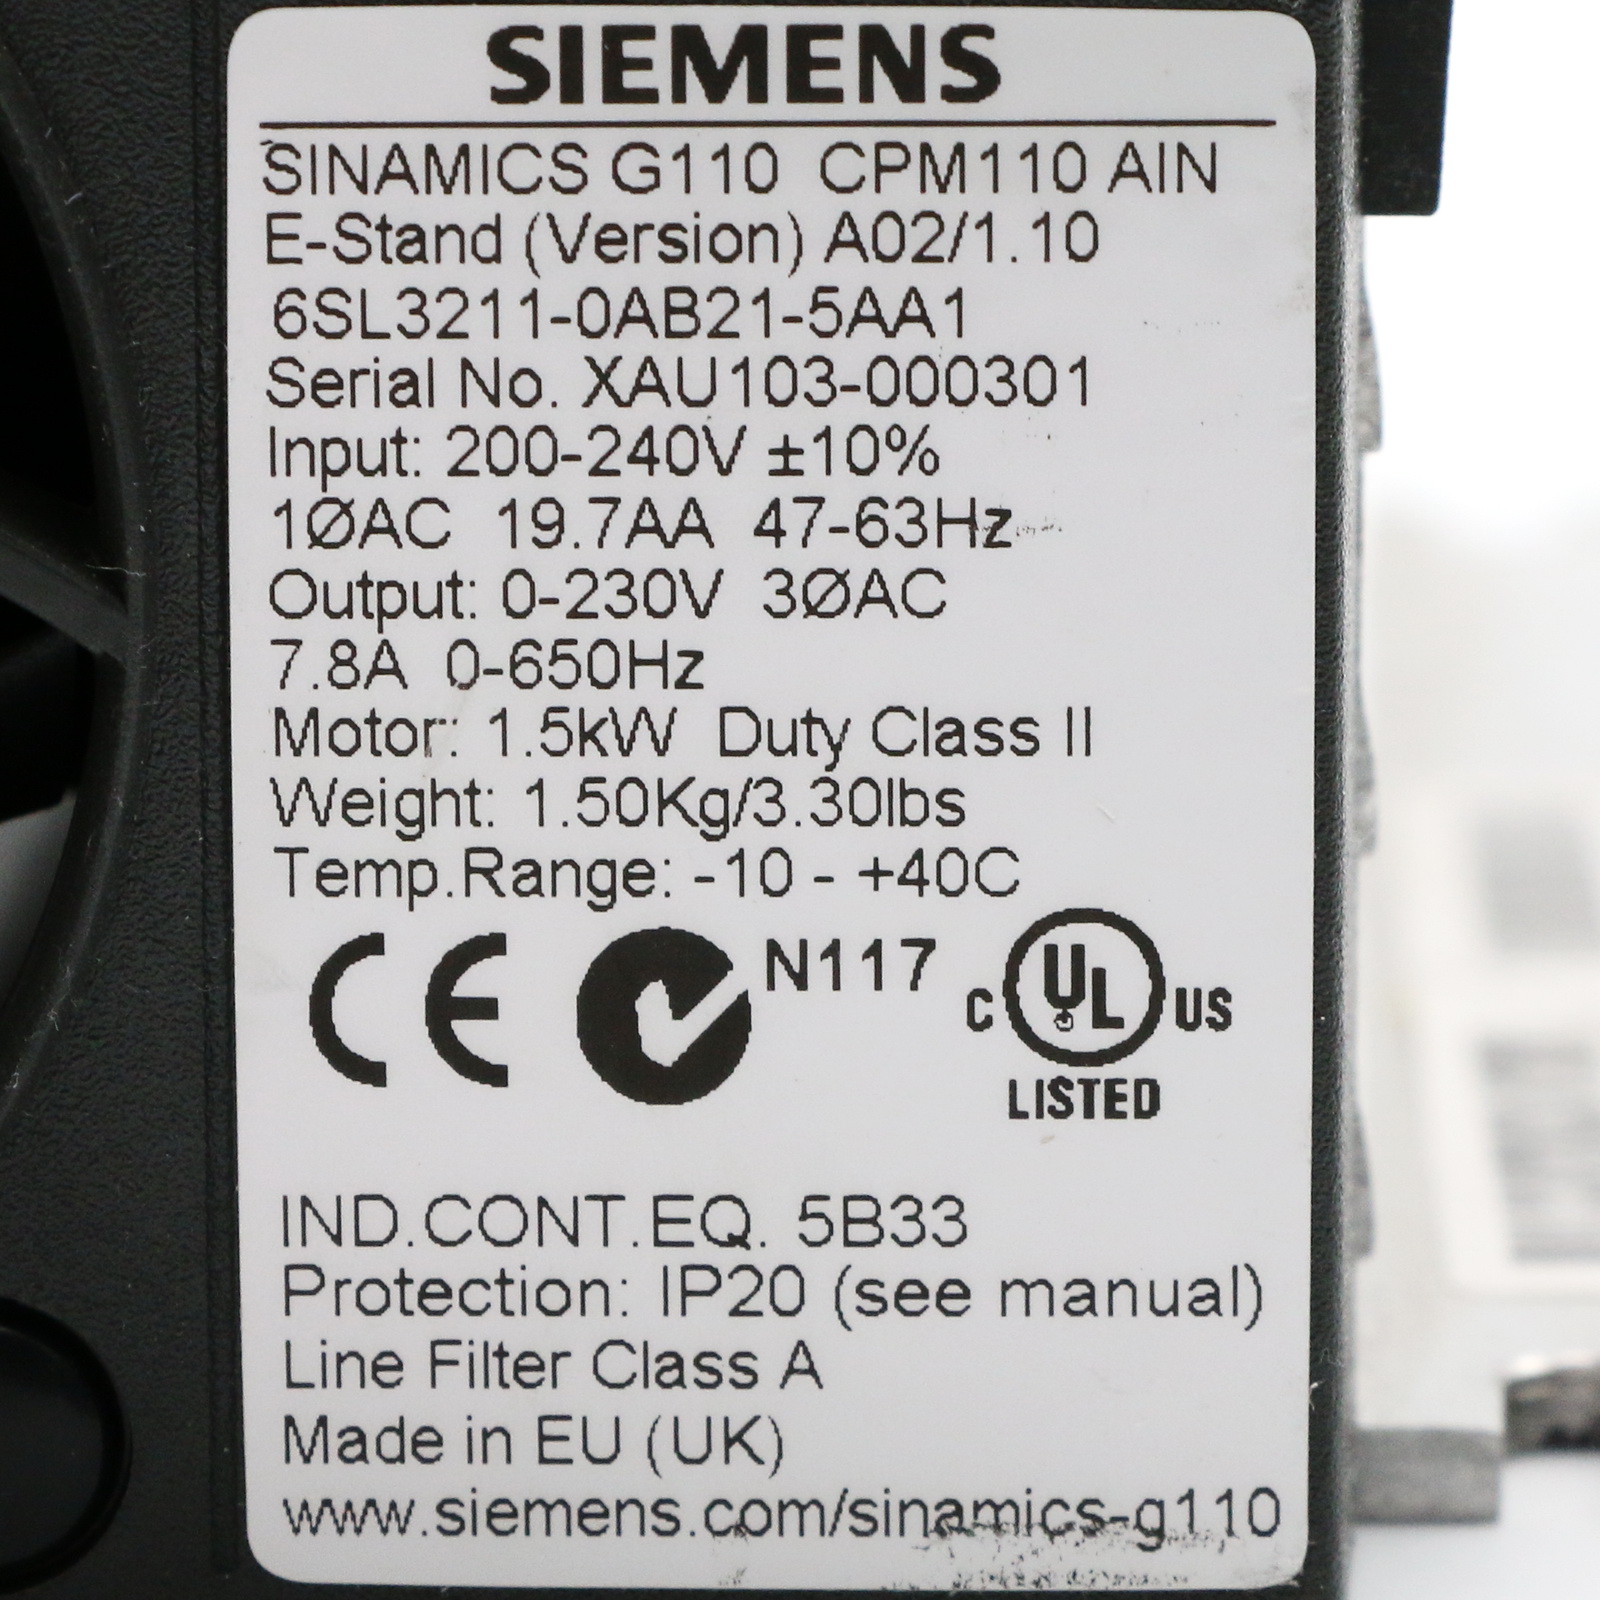 SIEMENS
SINAMICS G110 CPM110 AIN
E-Stand (Version) A02/1.10
6SL3211-0AB21-5AA1
Serial No. XAU103-000301
Input: 200-240V ±10%
1ØAC 19.7AA 47-63Hz
Output: 0-230V 3ØAC
7.8A 0-650Hz
Motor: 1.5kW Duty Class II
Weight: 1.50Kg/3.30lbs
Temp.Range: -10 - +40C
CE N117 C UL US
LISTED
IND.CONT.EQ. 5B33
Protection: IP20 (see manual)
Line Filter Class A
Made in EU (UK)
www.siemens.com/sinamics-g110